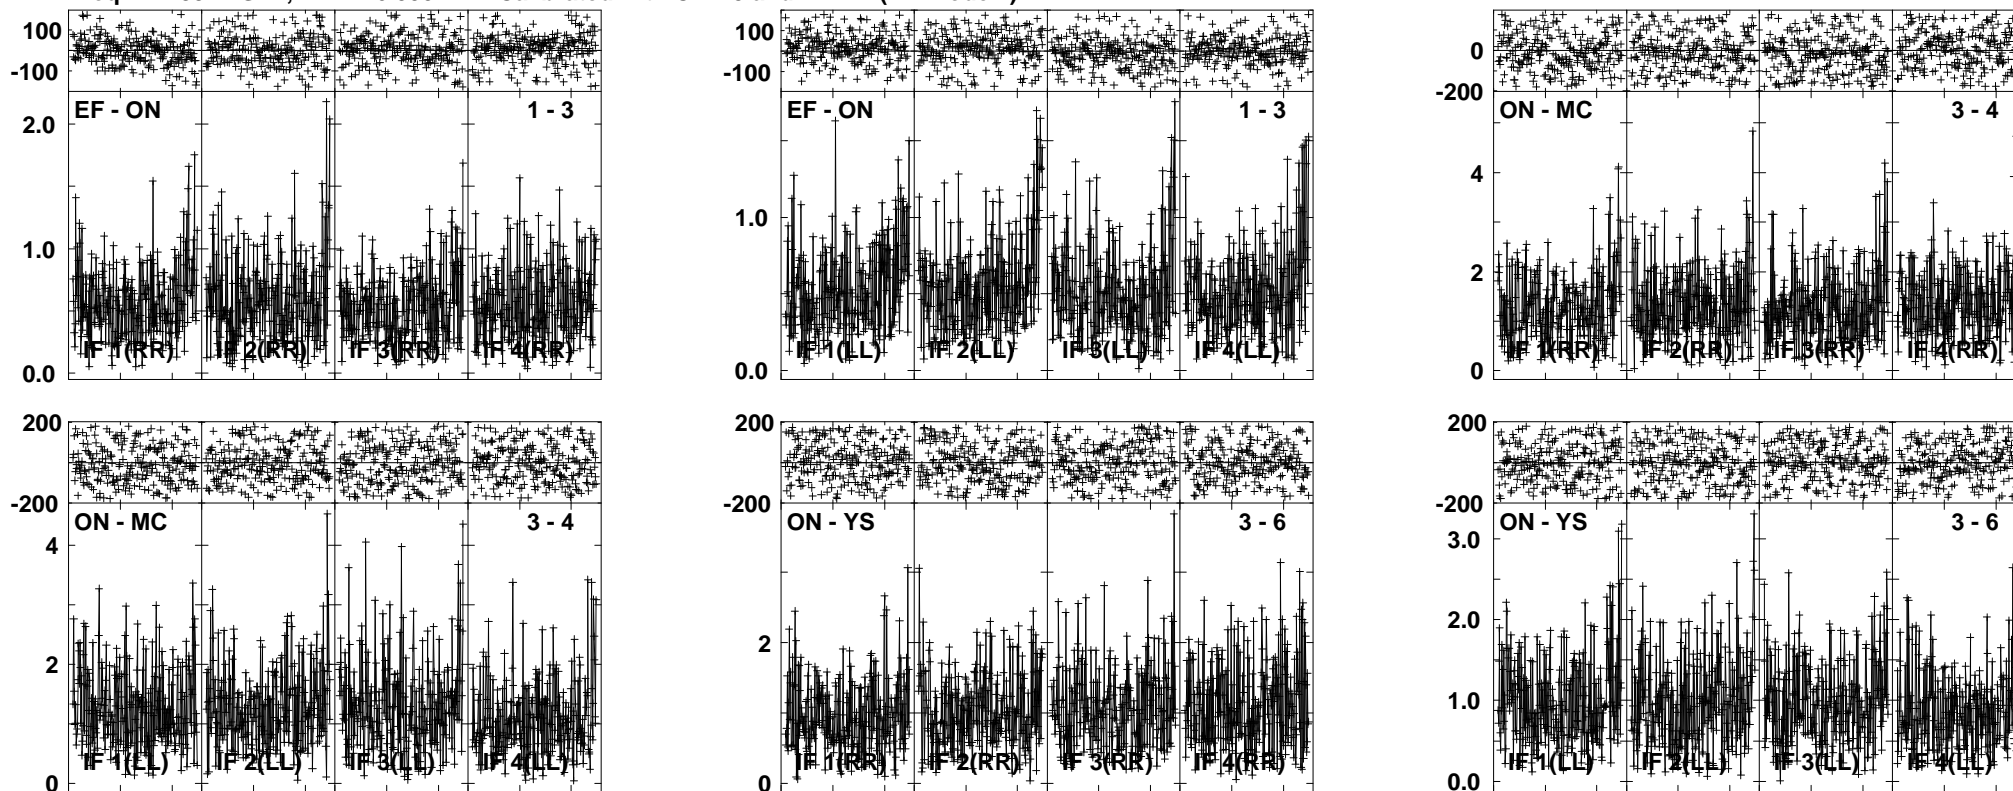 100
-100
EF - ON 1 - 3
2.0
1.0
0.0
IF 1(RR) IF 2(RR) IF 3(RR) IF 4(RR)
100
-100
EF - ON 1 - 3
1.0
0.0
IF 1(LL) IF 2(LL) IF 3(LL) IF 4(LL)
0
-200
ON - MC 3 - 4
4
2
0
IF 1(RR) IF 2(RR) IF 3(RR) IF 4(RR)
200
-200
ON - MC 3 - 4
4
2
0
IF 1(LL) IF 2(LL) IF 3(LL) IF 4(LL)
200
-200
ON - YS 3 - 6
2
0
IF 1(RR) IF 2(RR) IF 3(RR) IF 4(RR)
200
-200
ON - YS 3 - 6
3.0
2.0
1.0
0.0
IF 1(LL) IF 2(LL) IF 3(LL) IF 4(LL)